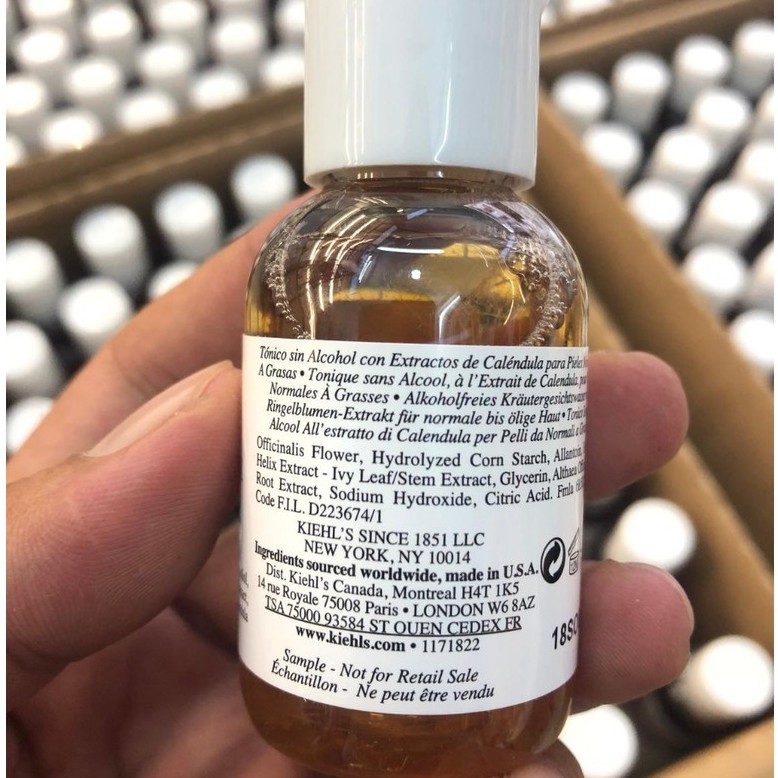 Tónico sin Alcohol con Extractos de Caléndula para Pieles
A Grasas • Tonique sans Alcool, à l'Extrait de Calendula,
Normales À Grasses • Alkoholfreies Kräutergesichtswasser
Ringelblumen-Extrakt für normale bis ölige Haut • Tonico
Alcool All'estratto di Calendula per Pelli da Normali a
Officinalis Flower, Hydrolyzed Corn Starch, Allantoin,
Helix Extract - Ivy Leaf/Stem Extract, Glycerin, Althaea
Root Extract, Sodium Hydroxide, Citric Acid. Fmla
Code F.I.L. D223674/1
KIEHL'S SINCE 1851 LLC
NEW YORK, NY 10014
Ingredients sourced worldwide, made in U.S.A.
Dist. Kiehl's Canada, Montreal H4T 1K5
14 rue Royale 75008 Paris • LONDON W6 8AZ
TSA 75000 93584 ST OUEN CEDEX FR
www.kiehls.com • 1171822
18S
Sample - Not for Retail Sale
Échantillon - Ne peut être vendu